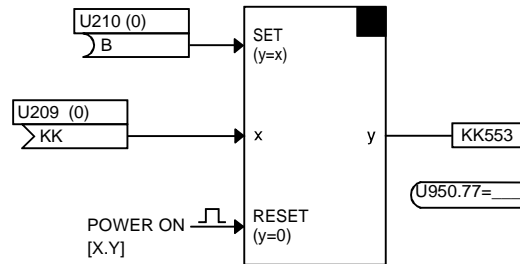 U210 (0)
B
SET
(y=x)
U209 (0)
KK
x
y
KK553
U950.77=___
POWER ON
[X.Y]
RESET
(y=0)